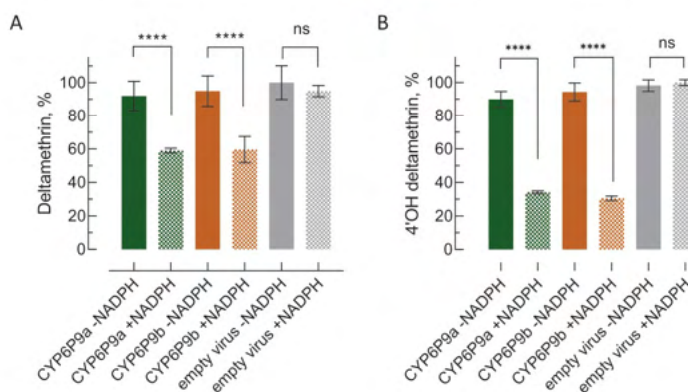 A
Deltamethrin, %
100
80
60
40
20
0
****
****
ns
CYP6P9a -NADPH
CYP6P9a +NADPH
CYP6P9b -NADPH
CYP6P9b +NADPH
empty virus -NADPH
empty virus +NADPH
B
4'OH deltamethrin, %
100
80
60
40
20
0
****
****
ns
CYP6P9a -NADPH
CYP6P9a +NADPH
CYP6P9b -NADPH
CYP6P9b +NADPH
empty virus -NADPH
empty virus +NADPH